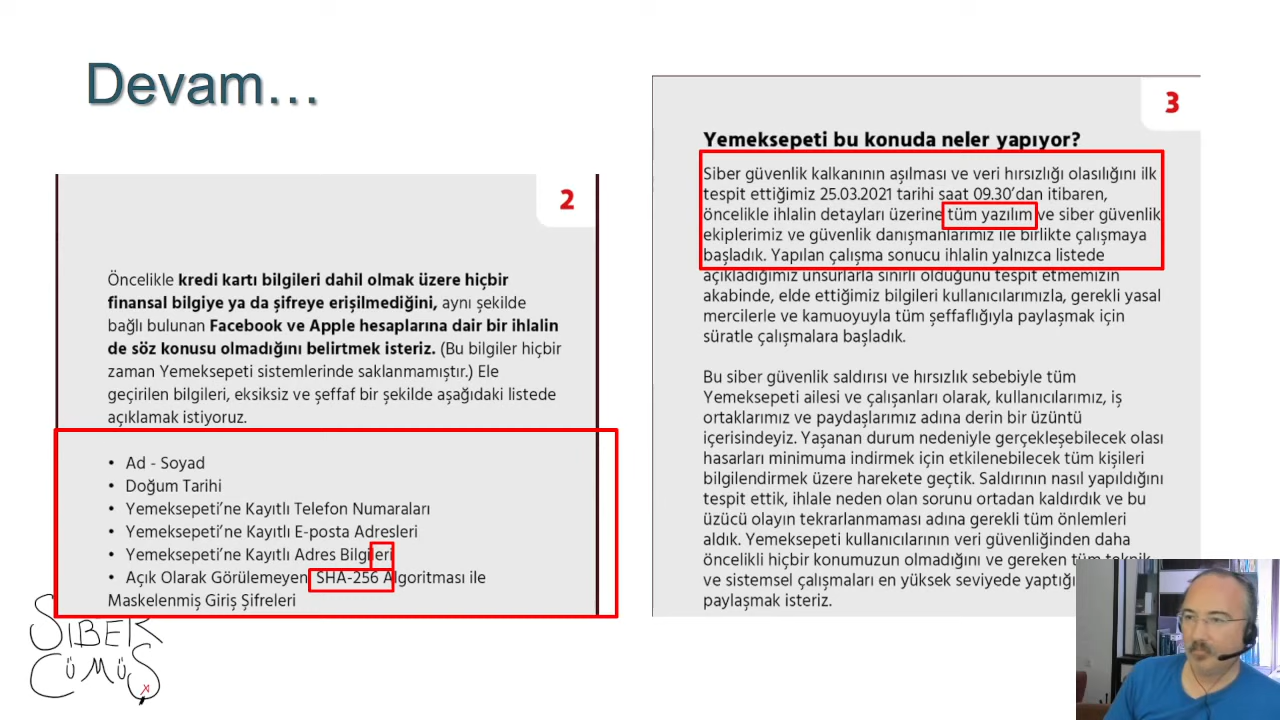 Devam…
2
Öncelikle kredi kartı bilgileri dahil olmak üzere hiçbir
finansal bilgiye ya da şifreye erişilmediğini, aynı şekilde
bağlı bulunan Facebook ve Apple hesaplarına dair bir ihlalin
de söz konusu olmadığını belirtmek isteriz. (Bu bilgiler hiçbir
zaman Yemeksepeti sistemlerinde saklanmamıştır.) Ele
geçirilen bilgileri, eksiksiz ve şeffaf bir şekilde aşağıdaki listede
açıklamak istiyoruz.
• Ad - Soyad
• Doğum Tarihi
• Yemeksepeti’ne Kayıtlı Telefon Numaraları
• Yemeksepeti’ne Kayıtlı E-posta Adresleri
• Yemeksepeti’ne Kayıtlı Adres Bilgileri
• Açık Olarak Görülemeyen SHA-256 Algoritması ile
Maskelenmiş Giriş Şifreleri
SİBER
CÜMÜŞ
3
Yemeksepeti bu konuda neler yapıyor?
Siber güvenlik kalkanının aşılması ve veri hırsızlığı olasılığını ilk
tespit ettiğimiz 25.03.2021 tarihi saat 09.30’dan itibaren,
öncelikle ihlalin detayları üzerine tüm yazılım ve siber güvenlik
ekiplerimiz ve güvenlik danışmanlarımız ile birlikte çalışmaya
başladık. Yapılan çalışma sonucu ihlalin yalnızca listede
açıkladığımız unsurlarla sınırlı olduğunu tespit etmemizin
akabinde, elde ettiğimiz bilgileri kullanıcılarımızla, gerekli yasal
mercilerle ve kamuoyuyla tüm şeffaflığıyla paylaşmak için
süratle çalışmalara başladık.
Bu siber güvenlik saldırısı ve hırsızlık sebebiyle tüm
Yemeksepeti ailesi ve çalışanları olarak, kullanıcılarımız, iş
ortaklarımız ve paydaşlarımız adına derin bir üzüntü
içerisindeyiz. Yaşanan durum nedeniyle gerçekleşebilecek olası
hasarları minimuma indirmek için etkilenebilecek tüm kişileri
bilgilendirmek üzere harekete geçtik. Saldırının nasıl yapıldığını
tespit ettik, ihlale neden olan sorunu ortadan kaldırdık ve bu
üzücü olayın tekrarlanmaması adına gerekli tüm önlemleri
aldık. Yemeksepeti kullanıcılarının veri güvenliğinden daha
öncelikli hiçbir konumuzun olmadığını ve gereken tüm teknik
ve sistemsel çalışmaları en yüksek seviyede yaptığı
paylaşmak isteriz.